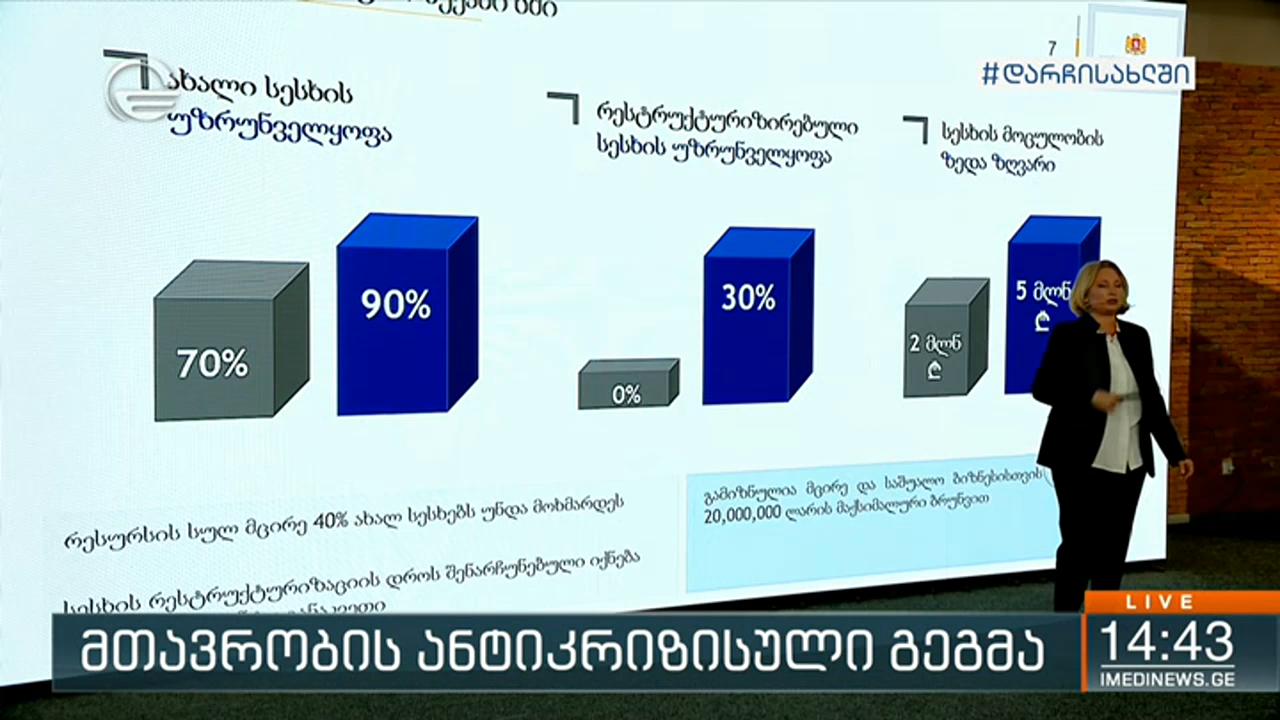 7
#ᲓᲐᲠᲩᲘᲡᲐᲮᲚᲨᲘ
ახალი სესხის
უზრუნველყოფა
რესტრუქტურიზირებული
სესხის უზრუნველყოფა
სესხის მოცულობის
ზედა ზღვარი
70%
90%
0%
30%
2 მლნ
₾
5 მლნ
₾
რესურსის სულ მცირე 40% ახალ სესხებს უნდა მოხმარდეს
სესხის რესტრუქტურიზაციის დროს შენარჩუნებული იქნება
გამიზნულია მცირე და საშუალო ბიზნესისთვის
20,000,000 ლარის მაქსიმალური ბრუნვით
ᲛᲗᲐᲕᲠᲝᲑᲘᲡ ᲐᲜᲢᲘᲙᲠᲘᲖᲘᲡᲣᲚᲘ ᲒᲔᲒᲛᲐ
LIVE
14:43
IMEDINEWS.GE